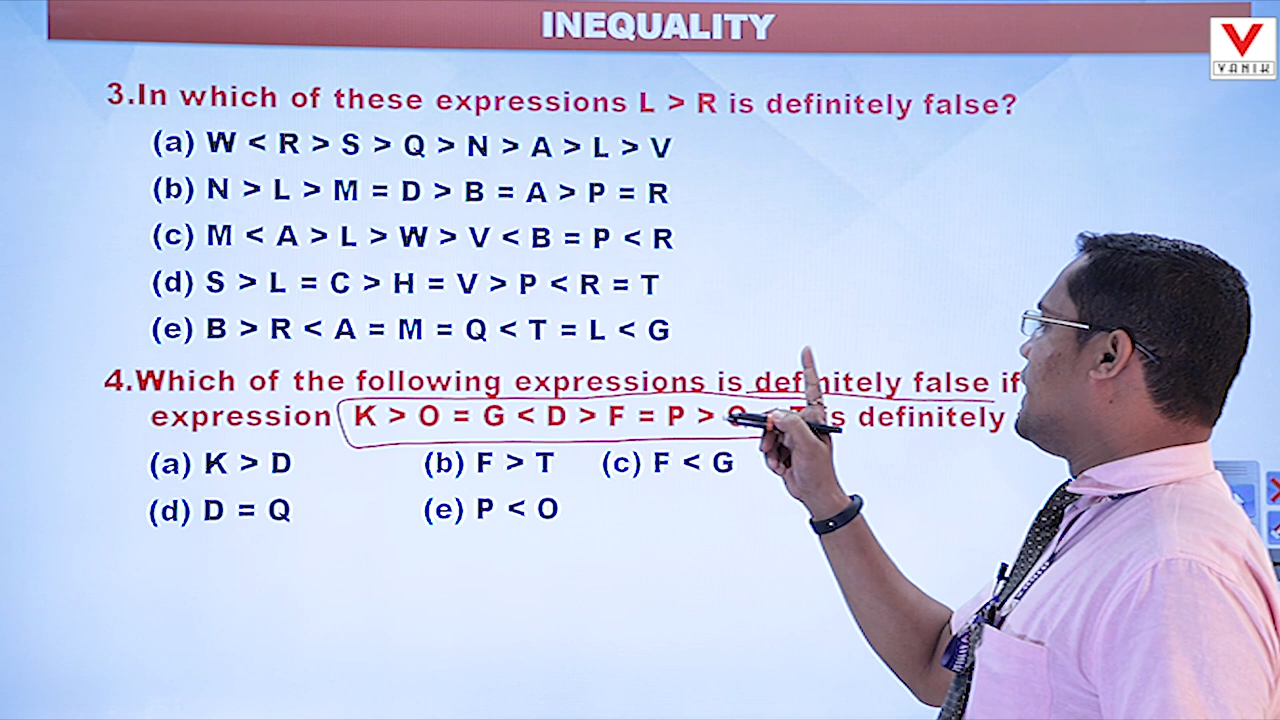 INEQUALITY
V
VANIK
3.In which of these expressions L > R is definitely false?
(a) W < R > S > Q > N > A > L > V
(b) N > L > M = D > B = A > P = R
(c) M < A > L > W > V < B = P < R
(d) S > L = C > H = V > P < R = T
(e) B > R < A = M = Q < T = L < G
4.Which of the following expressions is definitely false if
expression K > O = G < D > F = P > is definitely
(a) K > D (b) F > T (c) F < G
(d) D = Q (e) P < O